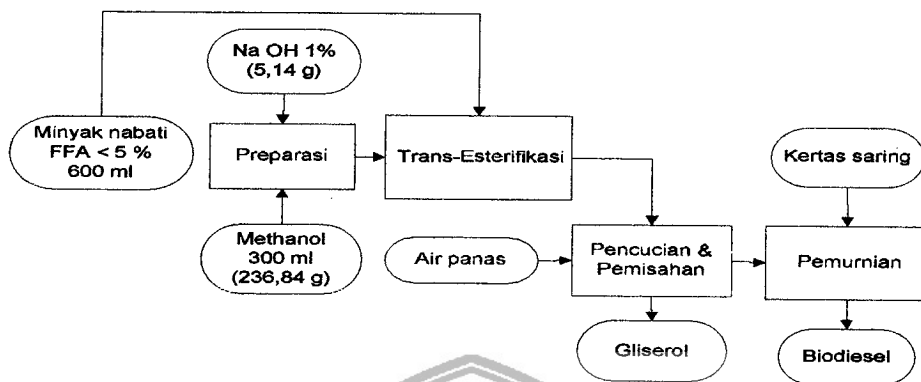 Na OH 1%
(5,14 g)
Minyak nabati
FFA < 5 %
600 ml
Preparasi
Trans-Esterifikasi
Kertas saring
Methanol
300 ml
(236,84 g)
Air panas
Pencucian &
Pemisahan
Pemurnian
Gliserol
Biodiesel